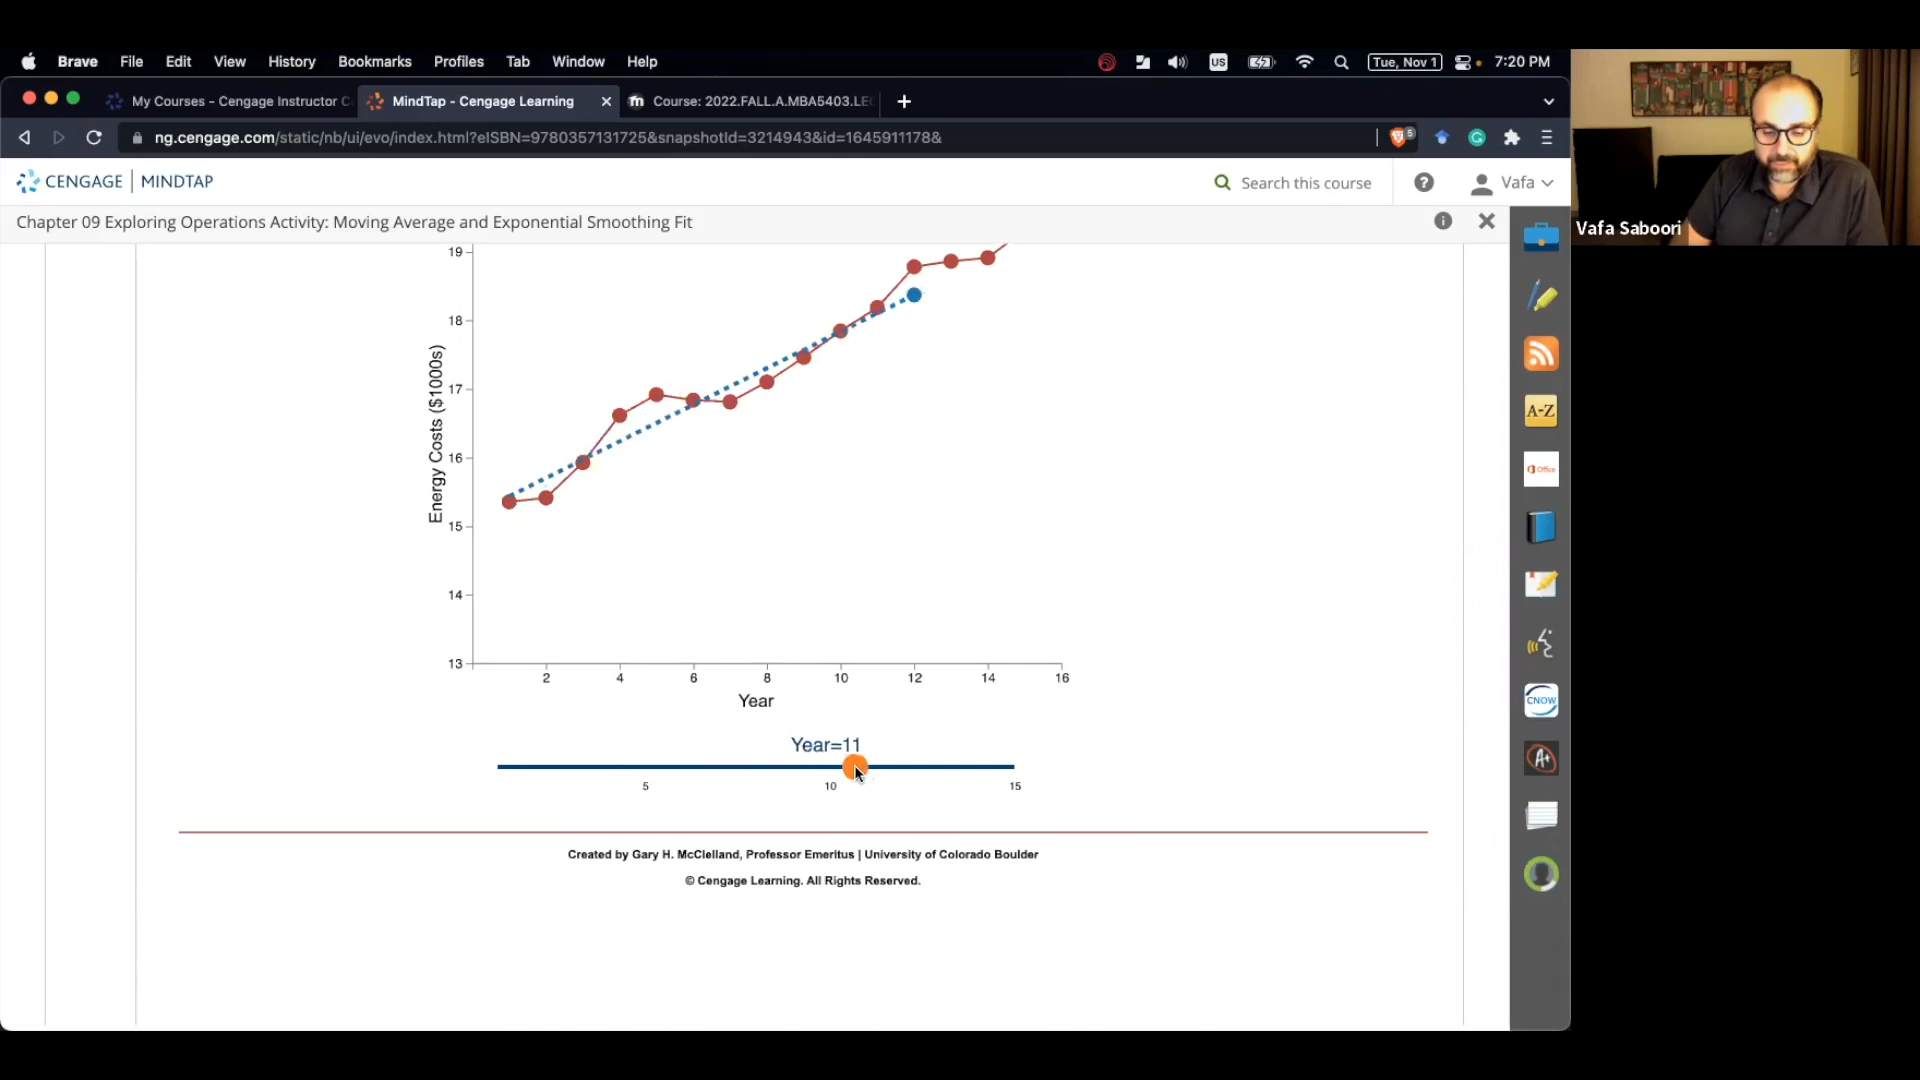 Brave File Edit View History Bookmarks Profiles Tab Window Help US Tue, Nov 1 7:20 PM
My Courses - Cengage Instructor C MindTap - Cengage Learning Course: 2022.FALL.A.MBA5403.LE
ng.cengage.com/static/nb/ui/evo/index.html?eISBN=9780357131725&snapshotId=3214943&id=1645911178& 5
CENGAGE MINDTAP Search this course Vafa
Chapter 09 Exploring Operations Activity: Moving Average and Exponential Smoothing Fit
Vafa Saboori
19
18
17
16
15
14
13
Energy Costs ($1000s)
2 4 6 8 10 12 14 16
Year
Year=11
5 10 15
Created by Gary H. McClelland, Professor Emeritus | University of Colorado Boulder
© Cengage Learning. All Rights Reserved.
A-Z
Office
CNOW
A+